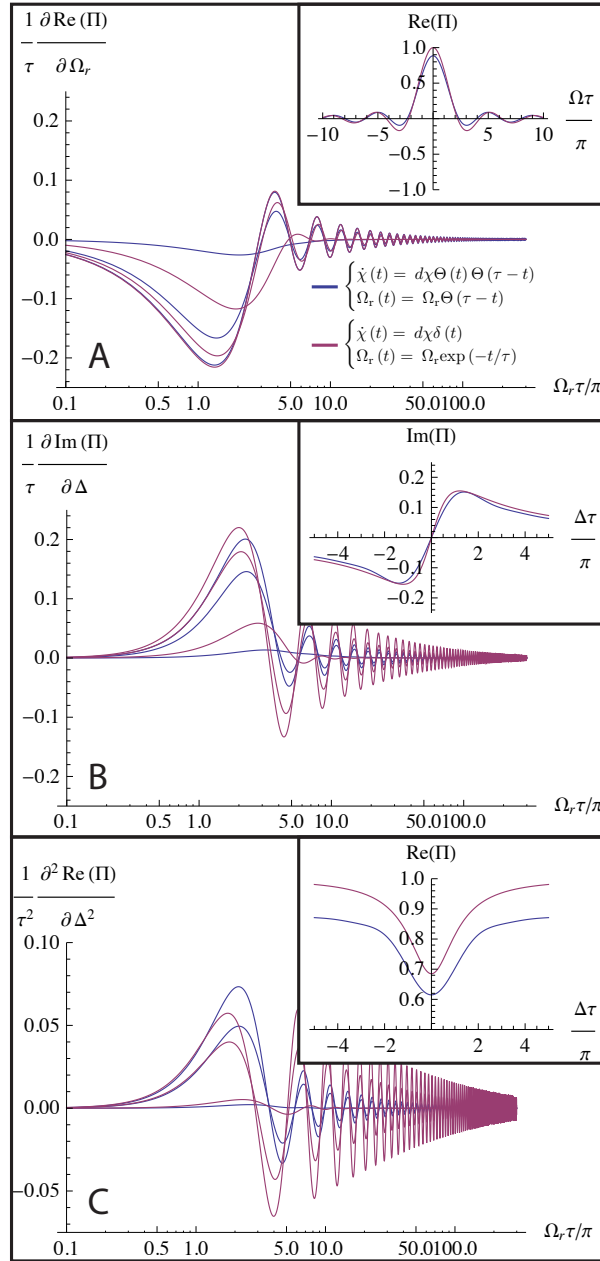 1 ∂ Re (Π)
τ ∂ Ω_r
0.2
0.1
0.0
-0.1
-0.2
A
0.1 0.5 1.0 5.0 10.0 50.0100.0 Ω_r τ/π
Re(Π)
1.0
0.5
-0.5
-1.0
-10 -5 5 10
Ωτ
π
χ̇ (t) = dχΘ (t) Θ (τ − t)
Ω_r (t) = Ω_rΘ (τ − t)
χ̇ (t) = dχδ (t)
Ω_r (t) = Ω_r exp (−t/τ)
1 ∂ Im (Π)
τ ∂ Δ
0.2
0.1
0.0
-0.1
-0.2
B
0.1 0.5 1.0 5.0 10.0 50.0100.0 Ω_r τ/π
Im(Π)
0.2
0.1
-0.1
-0.2
-4 -2 2 4
Δτ
π
1 ∂² Re (Π)
τ² ∂ Δ²
0.10
0.05
0.00
-0.05
C
0.1 0.5 1.0 5.0 10.0 50.0100.0 Ω_r τ/π
Re(Π)
1.0
0.9
0.8
0.7
0.6
-4 -2 0 2 4
Δτ
π